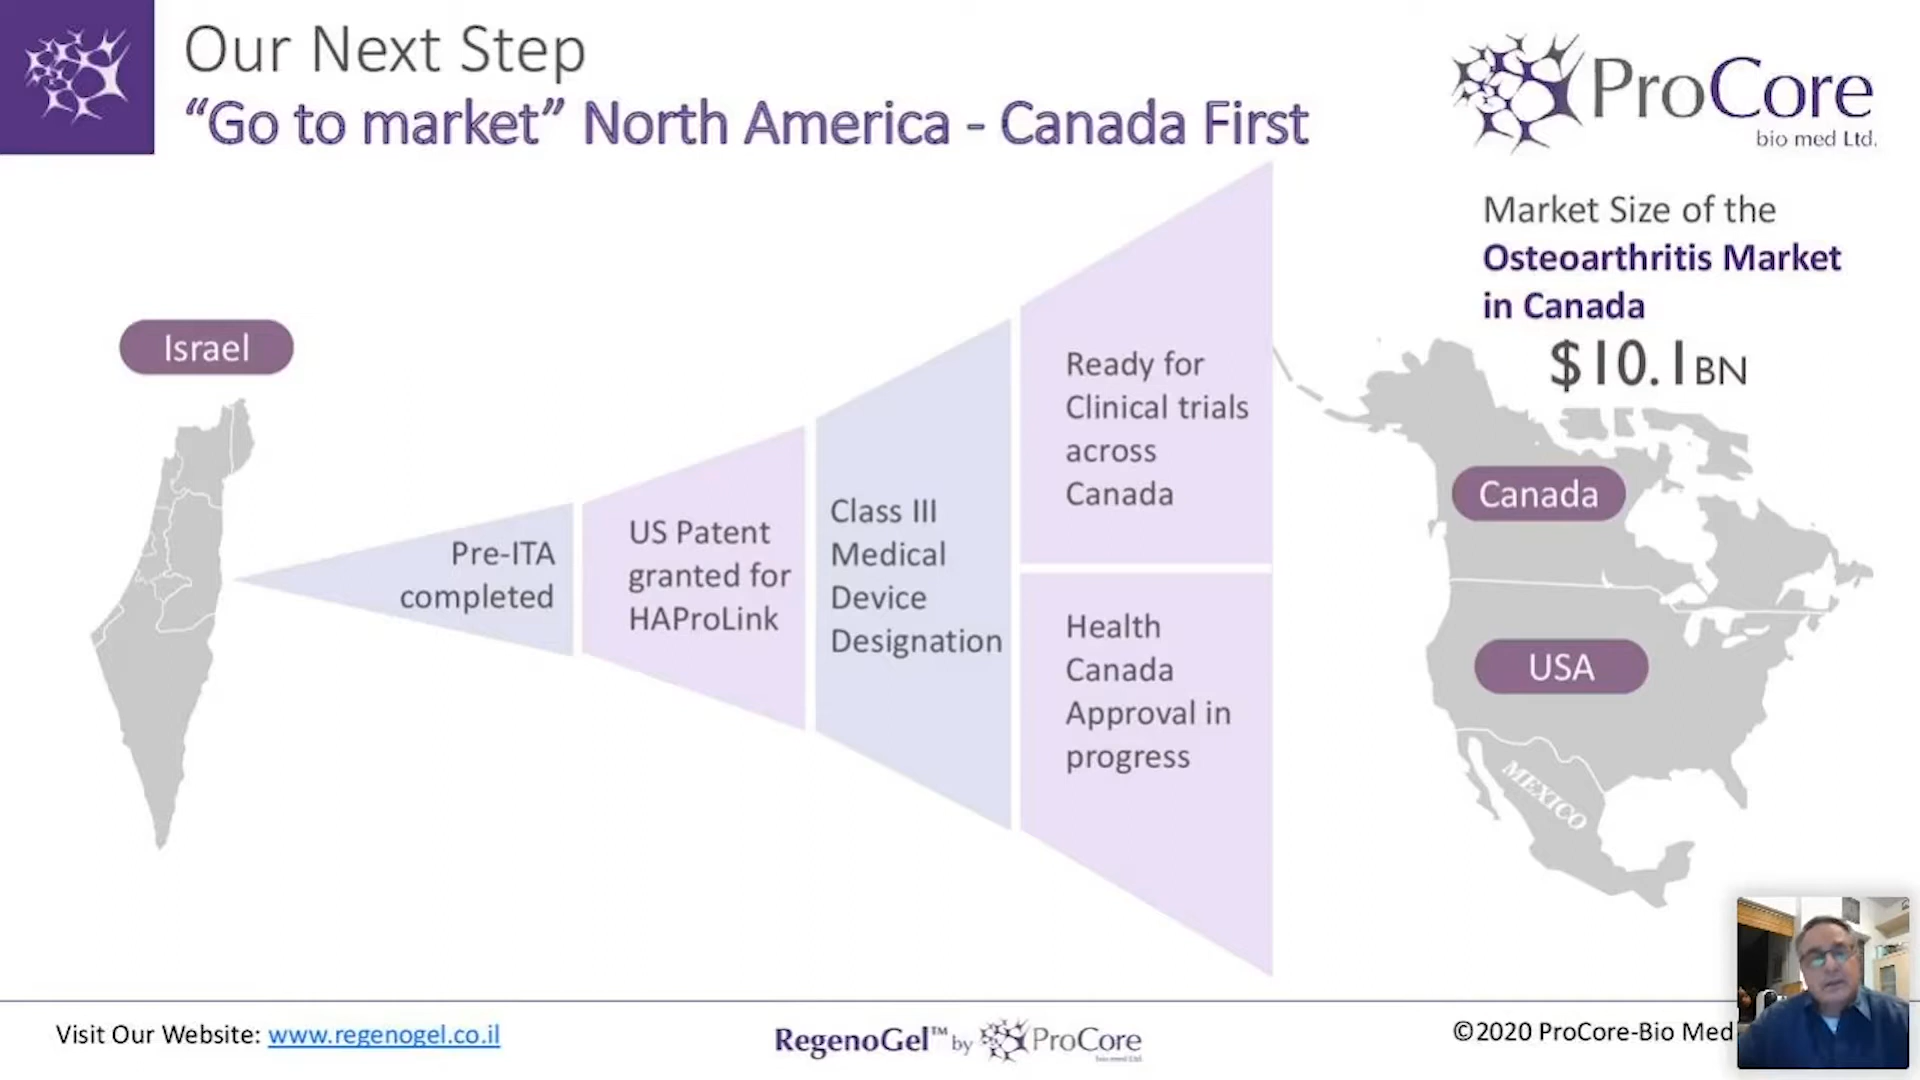 Our Next Step
“Go to market” North America - Canada First
ProCore
bio med Ltd.
Market Size of the
Osteoarthritis Market
in Canada
$10.1BN
Israel
Pre-ITA
completed
US Patent
granted for
HAProLink
Class III
Medical
Device
Designation
Ready for
Clinical trials
across
Canada
Health
Canada
Approval in
progress
Canada
USA
MEXICO
Visit Our Website: www.regenogel.co.il
RegenoGel™ by ProCore
bio med Ltd.
©2020 ProCore-Bio Med